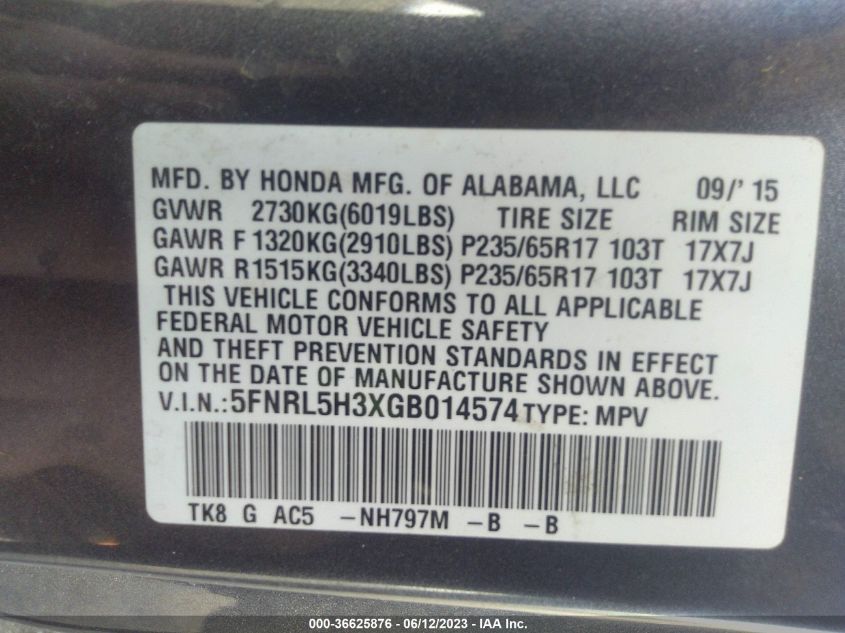 MFD. BY HONDA MFG. OF ALABAMA, LLC 09/' 15
GVWR 2730KG(6019LBS) TIRE SIZE RIM SIZE
GAWR F 1320KG(2910LBS) P235/65R17 103T 17X7J
GAWR R1515KG(3340LBS) P235/65R17 103T 17X7J
THIS VEHICLE CONFORMS TO ALL APPLICABLE
FEDERAL MOTOR VEHICLE SAFETY
AND THEFT PREVENTION STANDARDS IN EFFECT
ON THE DATE OF MANUFACTURE SHOWN ABOVE.
V.I.N.: 5FNRL5H3XGB014574 TYPE: MPV
TK8 G AC5 -NH797M -B -B
000-36625876 - 06/12/2023 - IAA Inc.